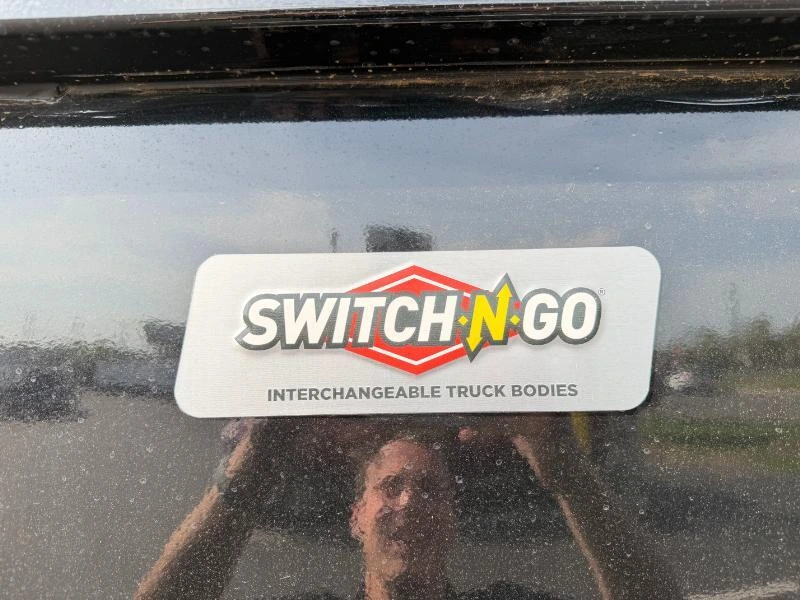 SWITCH·N·GO®
INTERCHANGEABLE TRUCK BODIES